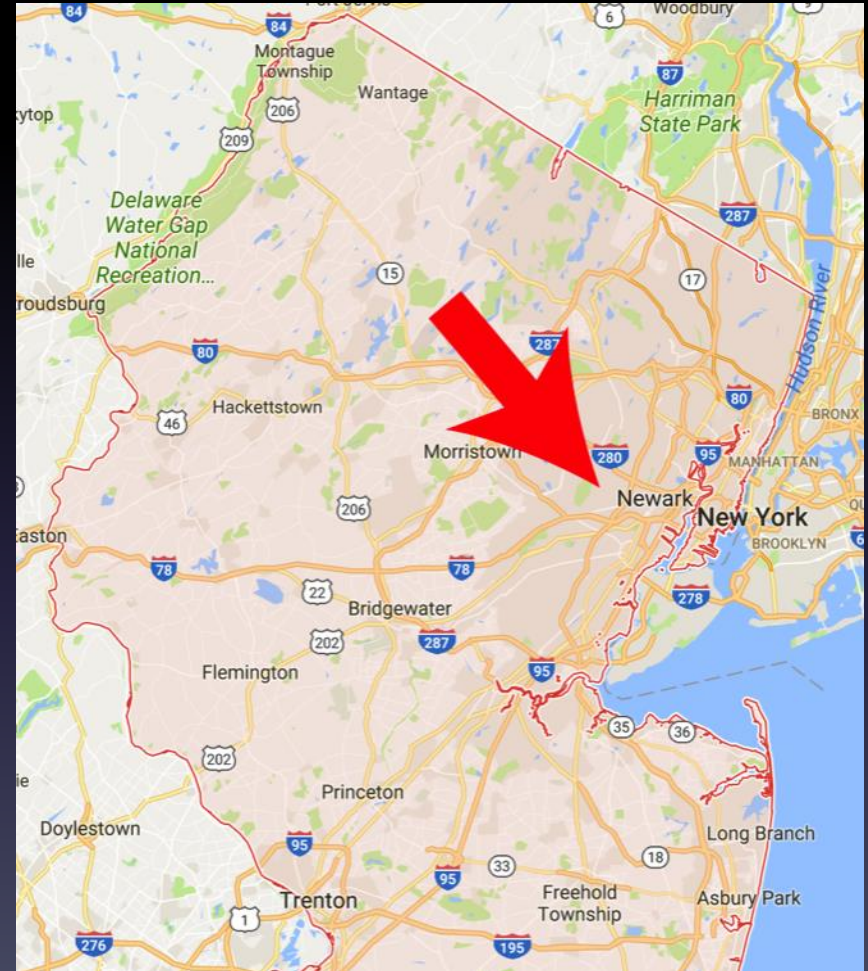 84
84
6
Woodbury
Montague
Township
87
Wantage
Harriman
State Park
206
209
Delaware
Water Gap
National
Recreation...
287
15
17
Hudson River
roudsburg
80
287
80
Hackettstown
46
BRONX
Morristown
280
95
MANHATTAN
206
Newark
New York
BROOKLYN
78
78
278
22
Bridgewater
202
287
Flemington
95
35
36
202
Princeton
Doylestown
Long Branch
95
18
33
95
Trenton
Freehold
Township
Asbury Park
1
276
195